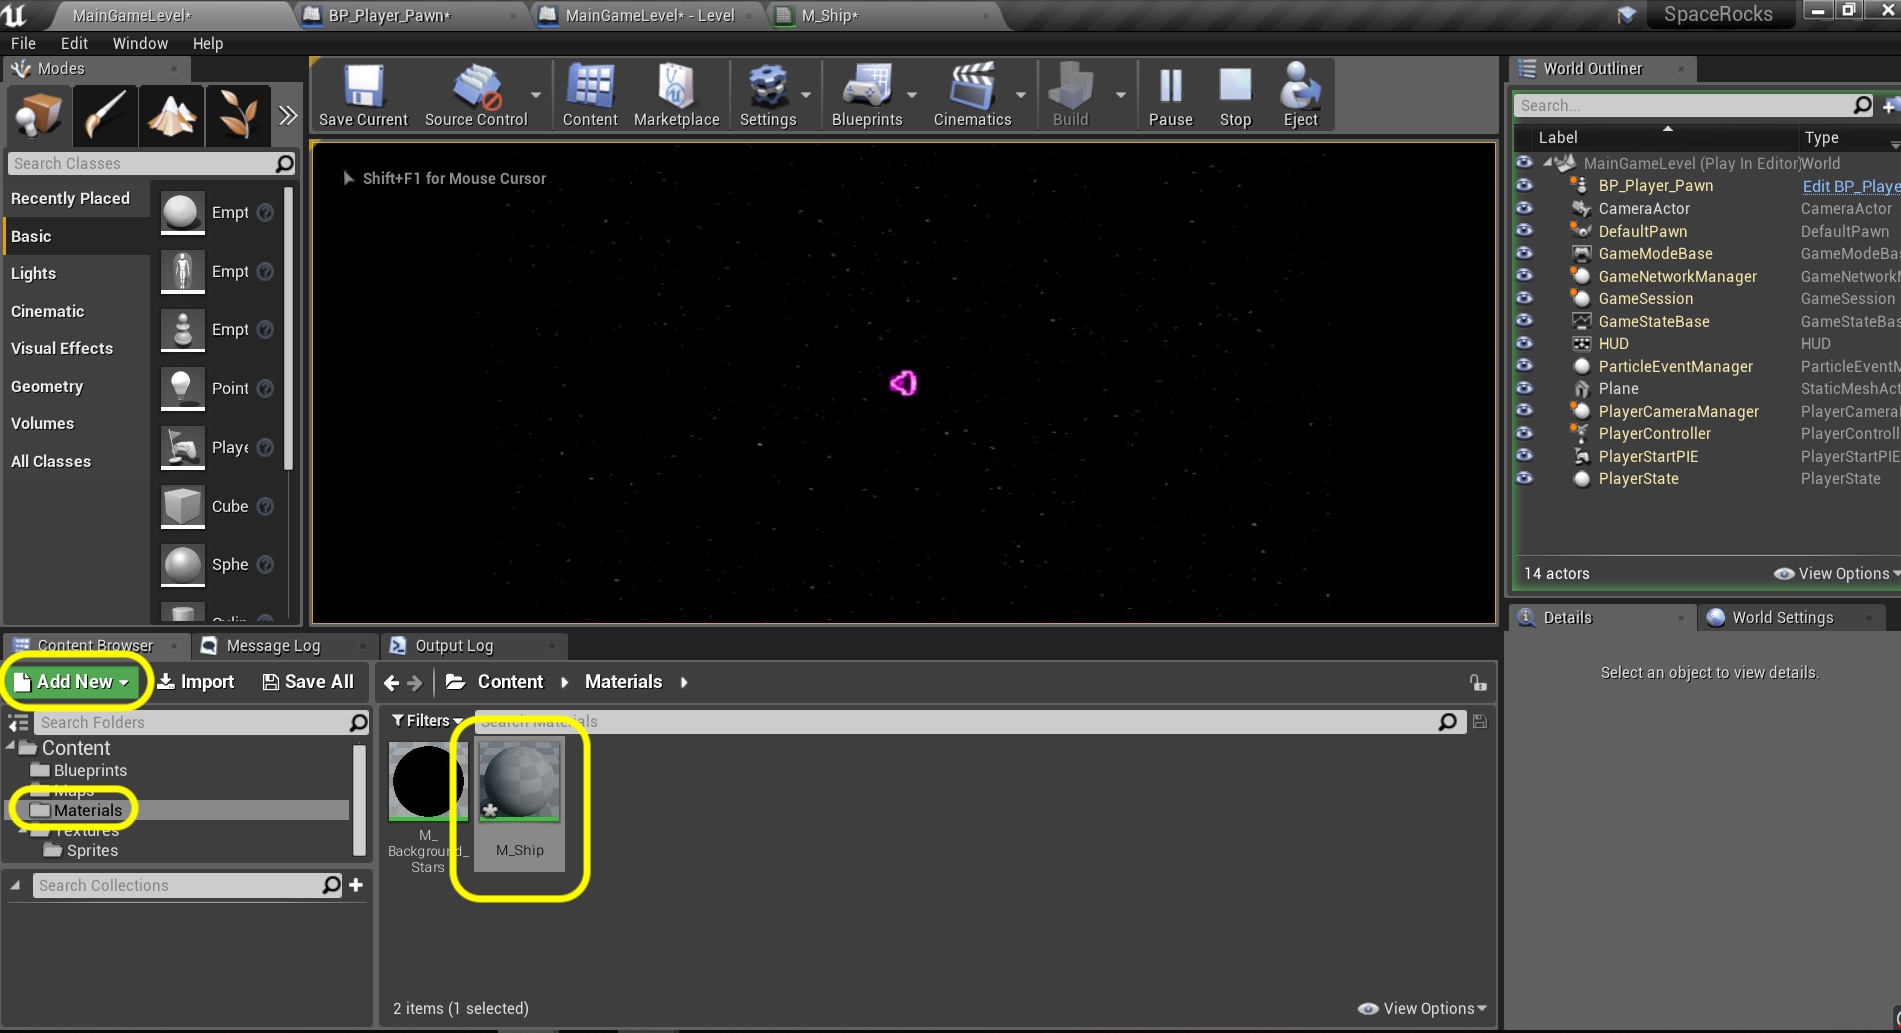 MainGameLevel*
BP_Player_Pawn*
MainGameLevel* - Level
M_Ship*
SpaceRocks
File Edit Window Help
Modes
Save Current
Source Control
Content
Marketplace
Settings
Blueprints
Cinematics
Build
Pause
Stop
Eject
World Outliner
Search...
Label
Type
Search Classes
Recently Placed
Basic
Lights
Cinematic
Visual Effects
Geometry
Volumes
All Classes
Empt
Empt
Empt
Point
Playe
Cube
Sphe
Shift+F1 for Mouse Cursor
MainGameLevel (Play In Editor) World
BP_Player_Pawn Edit BP_Playe
CameraActor CameraActor
DefaultPawn DefaultPawn
GameModeBase GameModeBas
GameNetworkManager GameNetworkM
GameSession GameSession
GameStateBase GameStateBas
HUD HUD
ParticleEventManager ParticleEventM
Plane StaticMeshAct
PlayerCameraManager PlayerCameral
PlayerController PlayerControll
PlayerStartPIE PlayerStartPIE
PlayerState PlayerState
14 actors
View Options
Details
World Settings
Select an object to view details.
Content Browser
Message Log
Output Log
Add New
Import
Save All
Content
Materials
Search Folders
Content
Blueprints
Maps
Materials
Textures
Sprites
Search Collections
Filters
Search Materials
M_
Background_
Stars
M_Ship
2 items (1 selected)
View Options